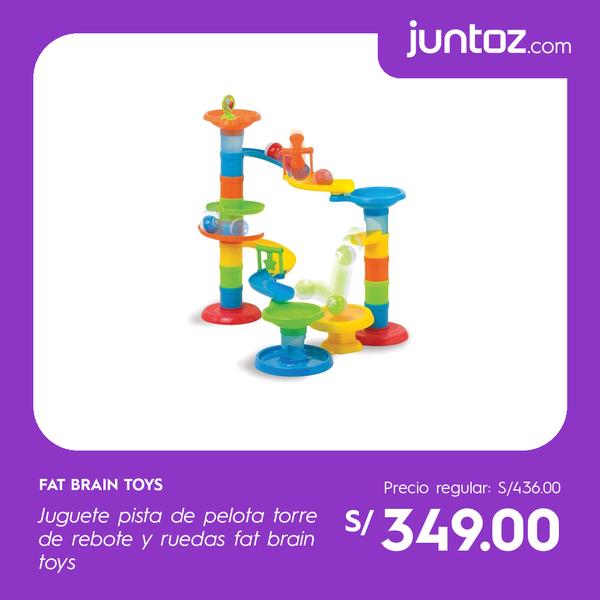 juntoz.com
FAT BRAIN TOYS
Juguete pista de pelota torre
de rebote y ruedas fat brain
toys
Precio regular: S/436.00
S/ 349.00